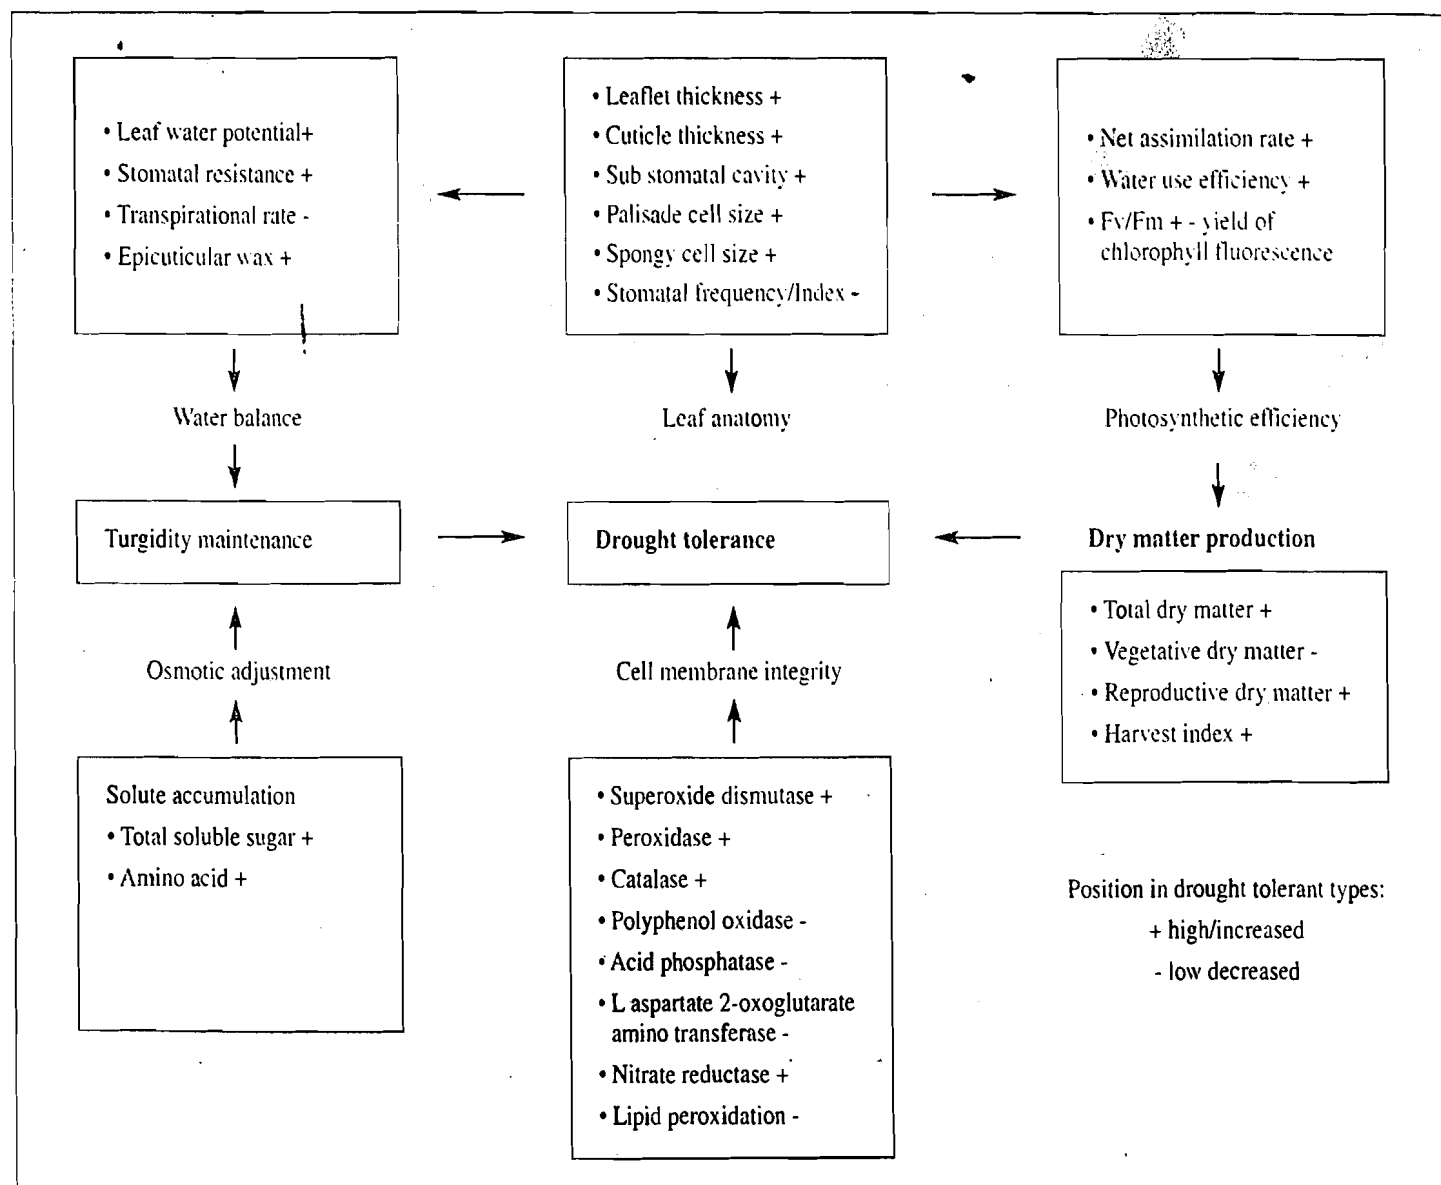 • Leaf water potential+
• Stomatal resistance +
• Transpirational rate -
• Epicuticular wax +
• Leaflet thickness +
• Cuticle thickness +
• Sub stomatal cavity +
• Palisade cell size +
• Spongy cell size +
• Stomatal frequency/Index -
• Net assimilation rate +
• Water use efficiency +
• Fv/Fm + - yield of
chlorophyll fluorescence
Water balance
Leaf anatomy
Photosynthetic efficiency
Turgidity maintenance
Drought tolerance
Dry matter production
• Total dry matter +
• Vegetative dry matter -
• Reproductive dry matter +
• Harvest index +
Osmotic adjustment
Cell membrane integrity
Solute accumulation
• Total soluble sugar +
• Amino acid +
• Superoxide dismutase +
• Peroxidase +
• Catalase +
• Polyphenol oxidase -
• Acid phosphatase -
• L aspartate 2-oxoglutarate
amino transferase -
• Nitrate reductase +
• Lipid peroxidation -
Position in drought tolerant types:
+ high/increased
- low decreased